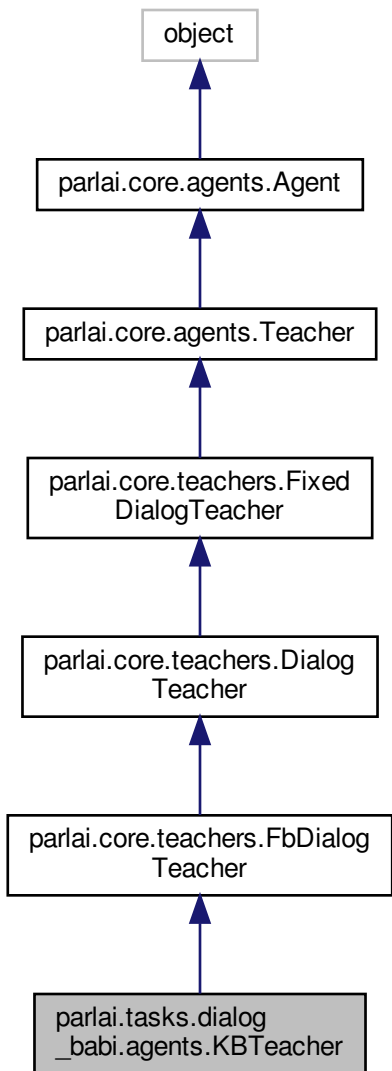 object
parlai.core.agents.Agent
parlai.core.agents.Teacher
parlai.core.teachers.Fixed
DialogTeacher
parlai.core.teachers.Dialog
Teacher
parlai.core.teachers.FbDialog
Teacher
parlai.tasks.dialog
_babi.agents.KBTeacher